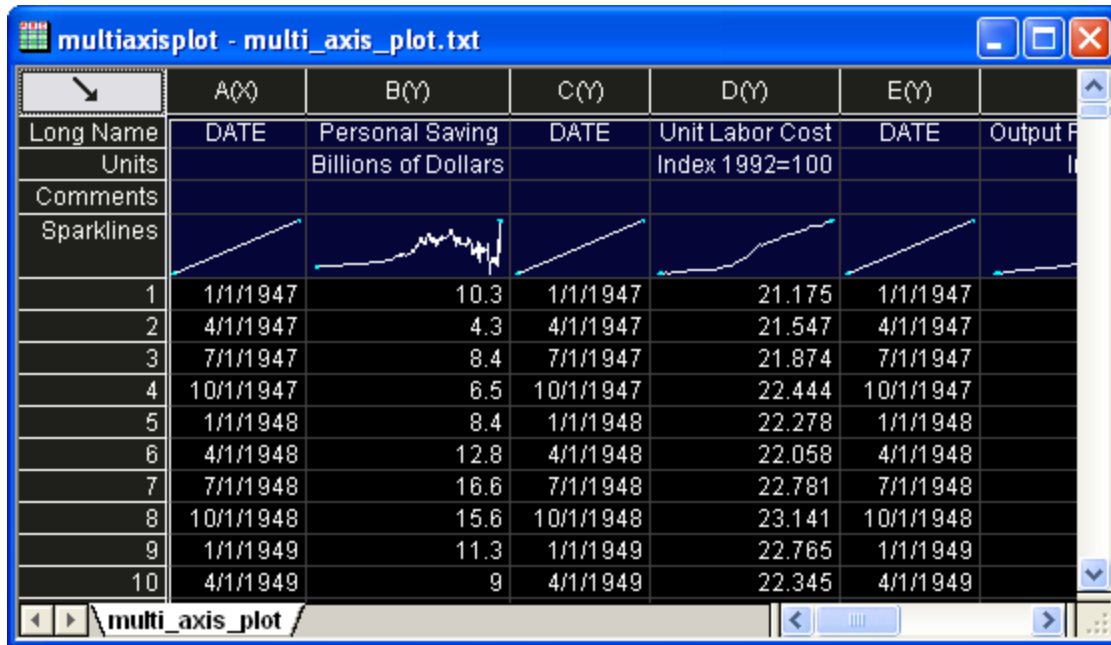 multiaxisplot - multi_axis_plot.txt
A(X) B(Y) C(Y) D(Y) E(Y)
Long Name DATE Personal Saving DATE Unit Labor Cost DATE Output
Units Billions of Dollars Index 1992=100
Comments
Sparklines
1 1/1/1947 10.3 1/1/1947 21.175 1/1/1947
2 4/1/1947 4.3 4/1/1947 21.547 4/1/1947
3 7/1/1947 8.4 7/1/1947 21.874 7/1/1947
4 10/1/1947 6.5 10/1/1947 22.444 10/1/1947
5 1/1/1948 8.4 1/1/1948 22.278 1/1/1948
6 4/1/1948 12.8 4/1/1948 22.058 4/1/1948
7 7/1/1948 16.6 7/1/1948 22.781 7/1/1948
8 10/1/1948 15.6 10/1/1948 23.141 10/1/1948
9 1/1/1949 11.3 1/1/1949 22.765 1/1/1949
10 4/1/1949 9 4/1/1949 22.345 4/1/1949
multi_axis_plot